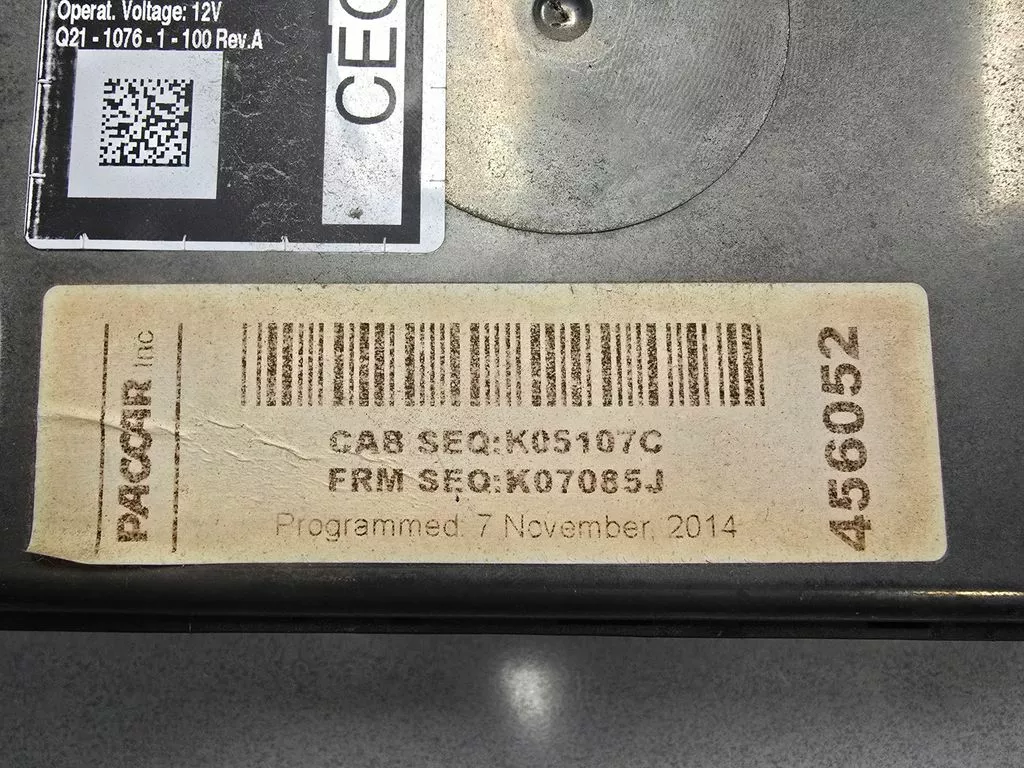 Operat. Voltage: 12V
Q21 - 1076 - 1 - 100 Rev.A
PACCAR Inc
CAB SEQ:K05107C
FRM SEQ:K07085J
Programmed: 7 November, 2014
456052